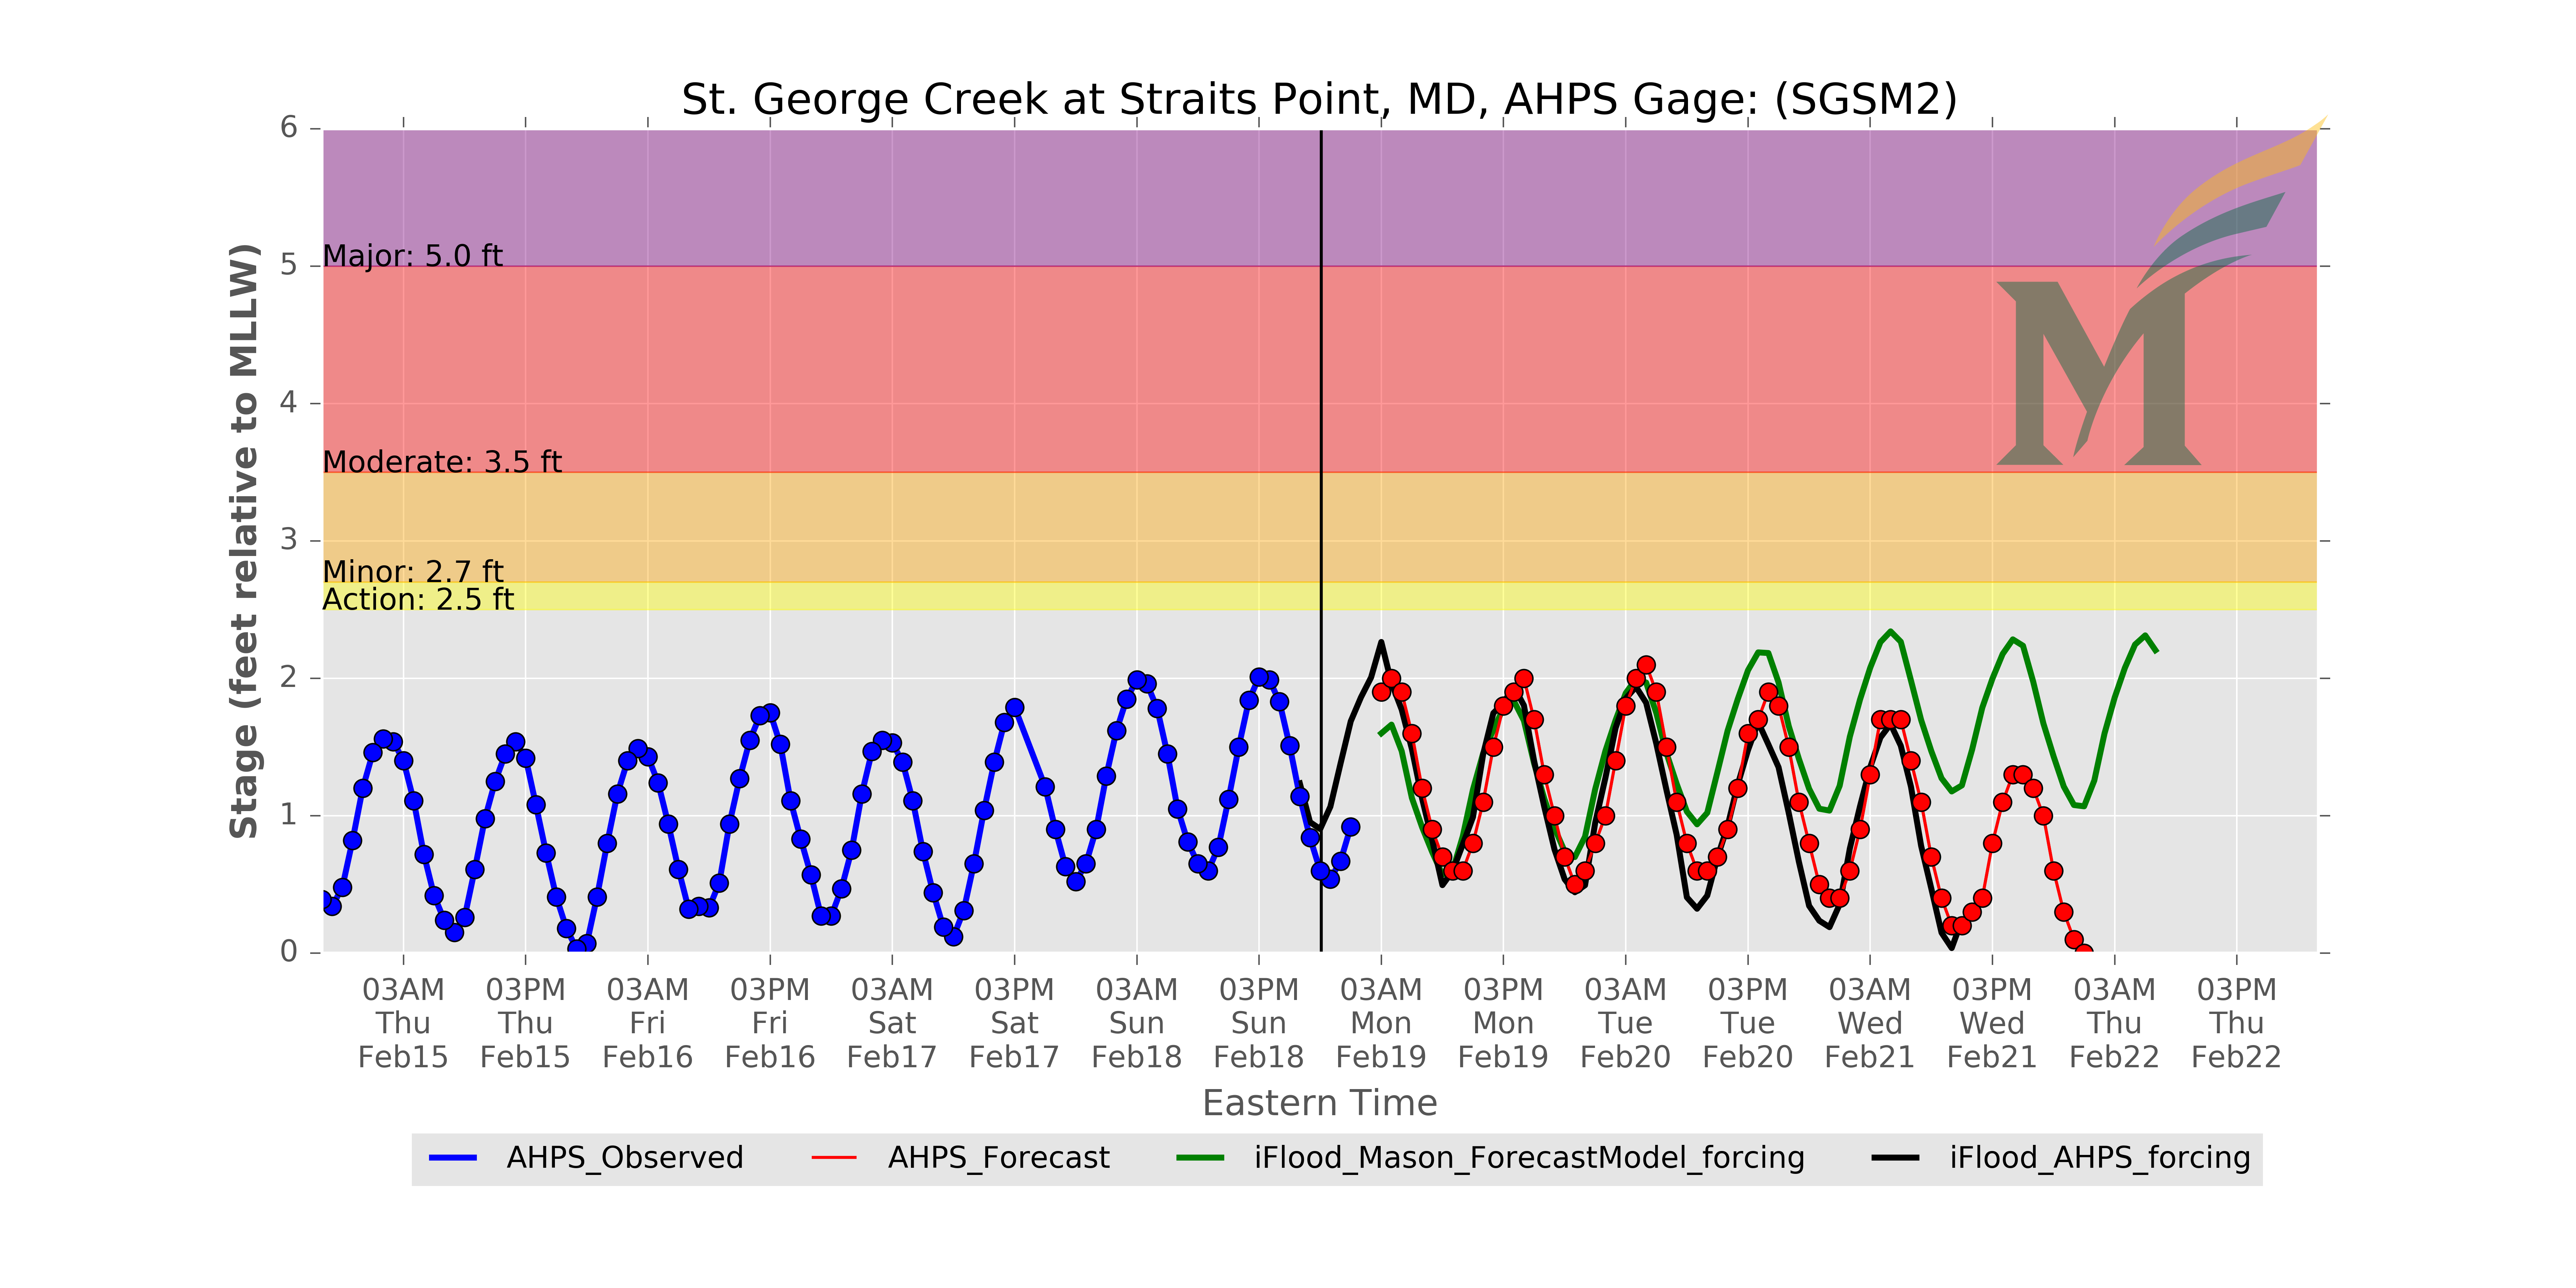 St. George Creek at Straits Point, MD, AHPS Gage: (SGSM2)
Stage (feet relative to MLLW)
6
5
4
3
2
1
0
Major: 5.0 ft
Moderate: 3.5 ft
Minor: 2.7 ft
Action: 2.5 ft
M
03AM 03PM 03AM 03PM 03AM 03PM 03AM 03PM 03AM 03PM 03AM 03PM 03AM 03PM 03AM 03PM
Thu Thu Fri Fri Sat Sat Sun Sun Mon Mon Tue Tue Wed Wed Thu Thu
Feb15 Feb15 Feb16 Feb16 Feb17 Feb17 Feb18 Feb18 Feb19 Feb19 Feb20 Feb20 Feb21 Feb21 Feb22 Feb22
Eastern Time
AHPS_Observed AHPS_Forecast iFlood_Mason_ForecastModel_forcing iFlood_AHPS_forcing